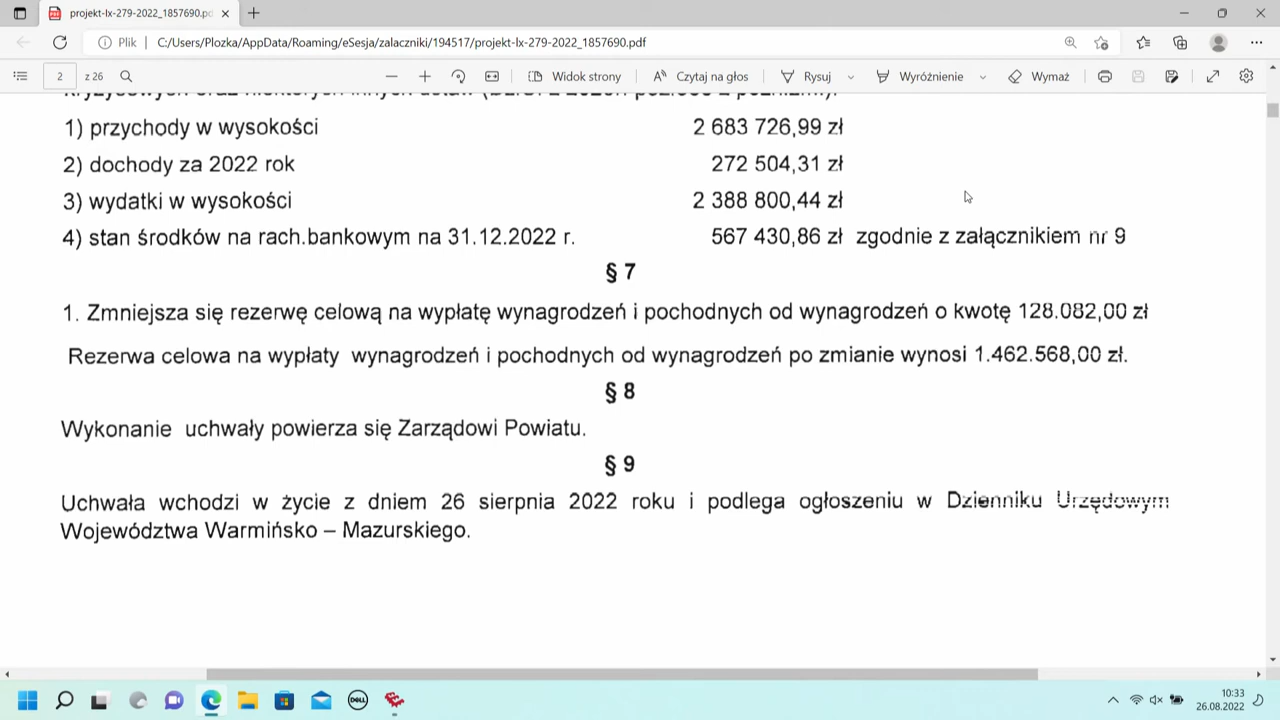 projekt-lx-279-2022_1857690.pd
Plik C:/Users/Plozka/AppData/Roaming/eSesja/zalaczniki/194517/projekt-lx-279-2022_1857690.pdf
2 z 26 Widok strony Czytaj na głos Rysuj Wyróżnienie Wymaż
1) przychody w wysokości 2 683 726,99 zł
2) dochody za 2022 rok 272 504,31 zł
3) wydatki w wysokości 2 388 800,44 zł
4) stan środków na rach.bankowym na 31.12.2022 r. 567 430,86 zł zgodnie z załącznikiem nr 9
§ 7
1. Zmniejsza się rezerwę celową na wypłatę wynagrodzeń i pochodnych od wynagrodzeń o kwotę 128.082,00 zł
Rezerwa celowa na wypłaty wynagrodzeń i pochodnych od wynagrodzeń po zmianie wynosi 1.462.568,00 zł.
§ 8
Wykonanie uchwały powierza się Zarządowi Powiatu.
§ 9
Uchwała wchodzi w życie z dniem 26 sierpnia 2022 roku i podlega ogłoszeniu w Dzienniku Urzędowym
Województwa Warmińsko – Mazurskiego.
DELL
10:33
26.08.2022